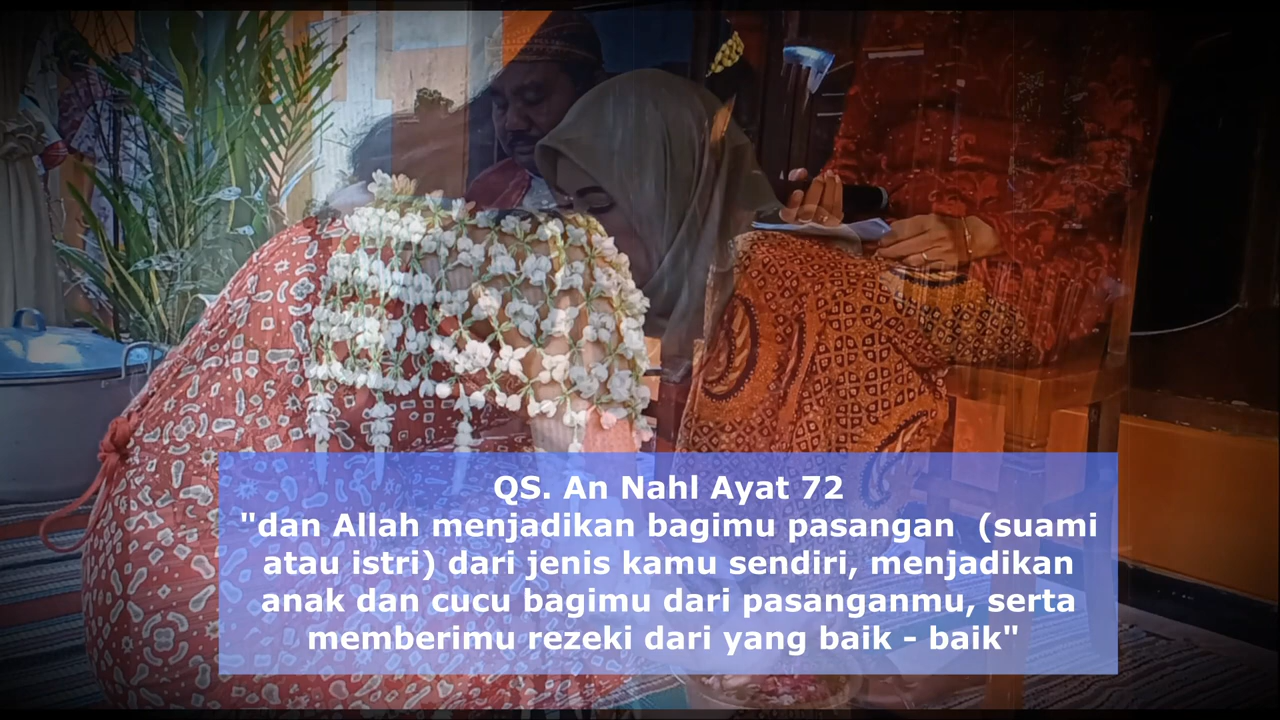 QS. An Nahl Ayat 72
"dan Allah menjadikan bagimu pasangan  (suami
atau istri) dari jenis kamu sendiri, menjadikan
anak dan cucu bagimu dari pasanganmu, serta
memberimu rezeki dari yang baik - baik"